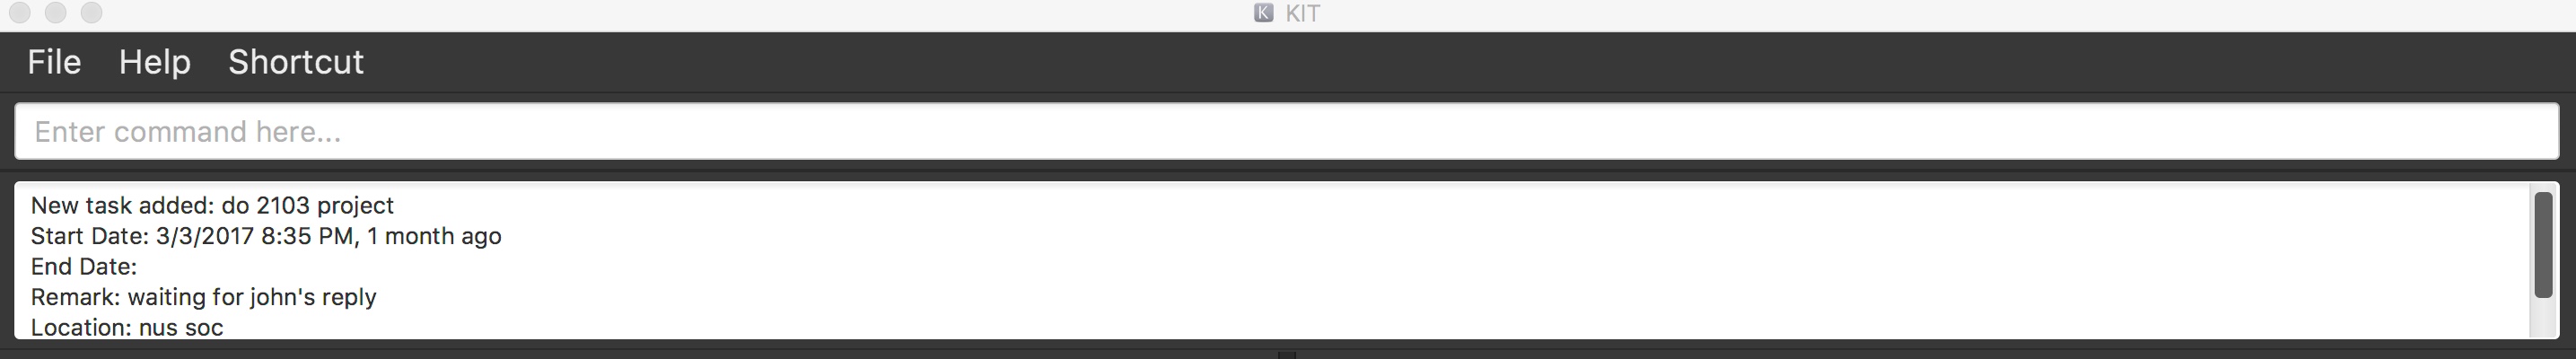 K KIT
File Help Shortcut
Enter command here...
New task added: do 2103 project
Start Date: 3/3/2017 8:35 PM, 1 month ago
End Date:
Remark: waiting for john's reply
Location: nus soc